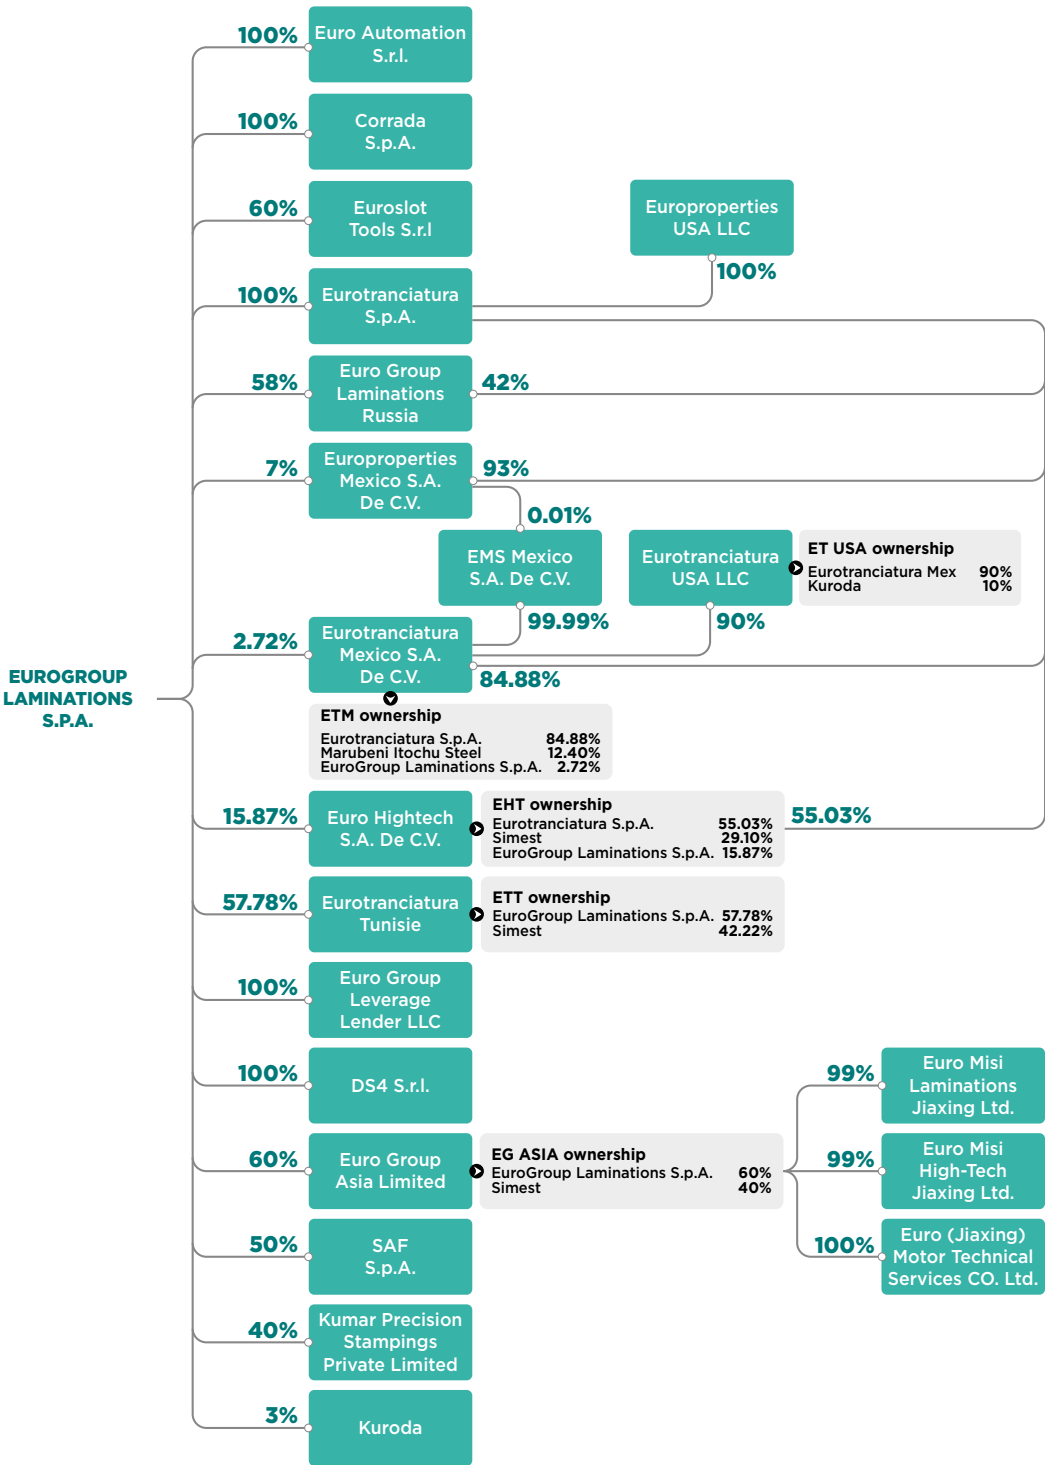 EUROGROUP
LAMINATIONS
S.P.A.
100%
Euro Automation
S.r.l.
100%
Corrada
S.p.A.
60%
Euroslot
Tools S.r.l
Europroperties
USA LLC
100%
100%
Eurotranciatura
S.p.A.
58%
Euro Group
Laminations
Russia
42%
7%
Europroperties
Mexico S.A.
De C.V.
93%
0.01%
EMS Mexico
S.A. De C.V.
99.99%
Eurotranciatura
USA LLC
90%
ET USA ownership
Eurotranciatura Mex 90%
Kuroda 10%
2.72%
Eurotranciatura
Mexico S.A.
De C.V.
84.88%
ETM ownership
Eurotranciatura S.p.A. 84.88%
Marubeni Itochu Steel 12.40%
EuroGroup Laminations S.p.A. 2.72%
15.87%
Euro Hightech
S.A. De C.V.
EHT ownership
Eurotranciatura S.p.A. 55.03%
Simest 29.10%
EuroGroup Laminations S.p.A. 15.87%
55.03%
57.78%
Eurotranciatura
Tunisie
ETT ownership
EuroGroup Laminations S.p.A. 57.78%
Simest 42.22%
100%
Euro Group
Leverage
Lender LLC
100%
DS4 S.r.l.
60%
Euro Group
Asia Limited
EG ASIA ownership
EuroGroup Laminations S.p.A. 60%
Simest 40%
99%
Euro Misi
Laminations
Jiaxing Ltd.
99%
Euro Misi
High-Tech
Jiaxing Ltd.
100%
Euro (Jiaxing)
Motor Technical
Services CO. Ltd.
50%
SAF
S.p.A.
40%
Kumar Precision
Stampings
Private Limited
3%
Kuroda